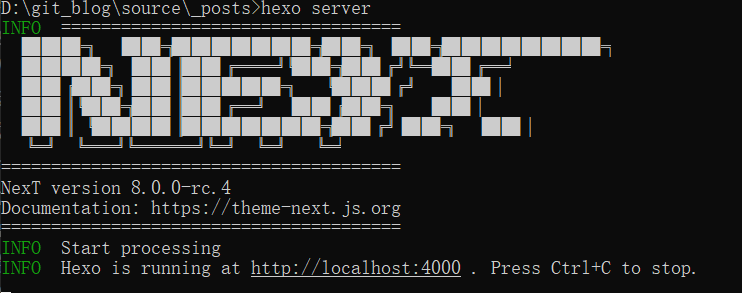 D:\git_blog\source\_posts>hexo server
INFO  ==================================
NEXT
========================================
NexT version 8.0.0-rc.4
Documentation: https://theme-next.js.org
========================================
INFO  Start processing
INFO  Hexo is running at http://localhost:4000 . Press Ctrl+C to stop.